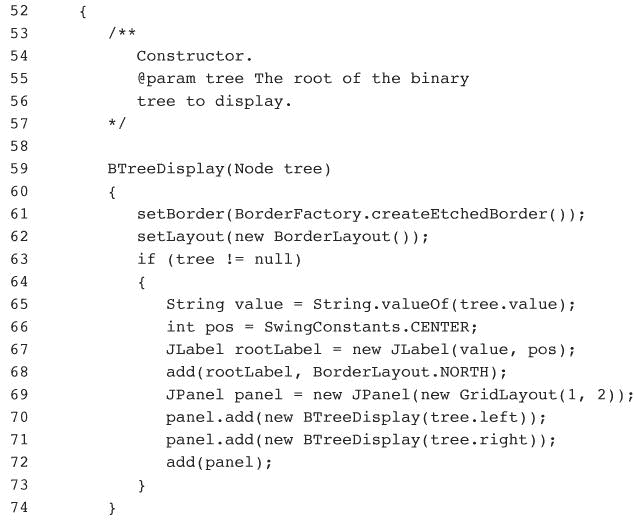 52     {
53        /**
54           Constructor.
55           @param tree The root of the binary
56           tree to display.
57        */
58
59        BTreeDisplay(Node tree)
60        {
61           setBorder(BorderFactory.createEtchedBorder());
62           setLayout(new BorderLayout());
63           if (tree != null)
64           {
65              String value = String.valueOf(tree.value);
66              int pos = SwingConstants.CENTER;
67              JLabel rootLabel = new JLabel(value, pos);
68              add(rootLabel, BorderLayout.NORTH);
69              JPanel panel = new JPanel(new GridLayout(1, 2));
70              panel.add(new BTreeDisplay(tree.left));
71              panel.add(new BTreeDisplay(tree.right));
72              add(panel);
73           }
74        }